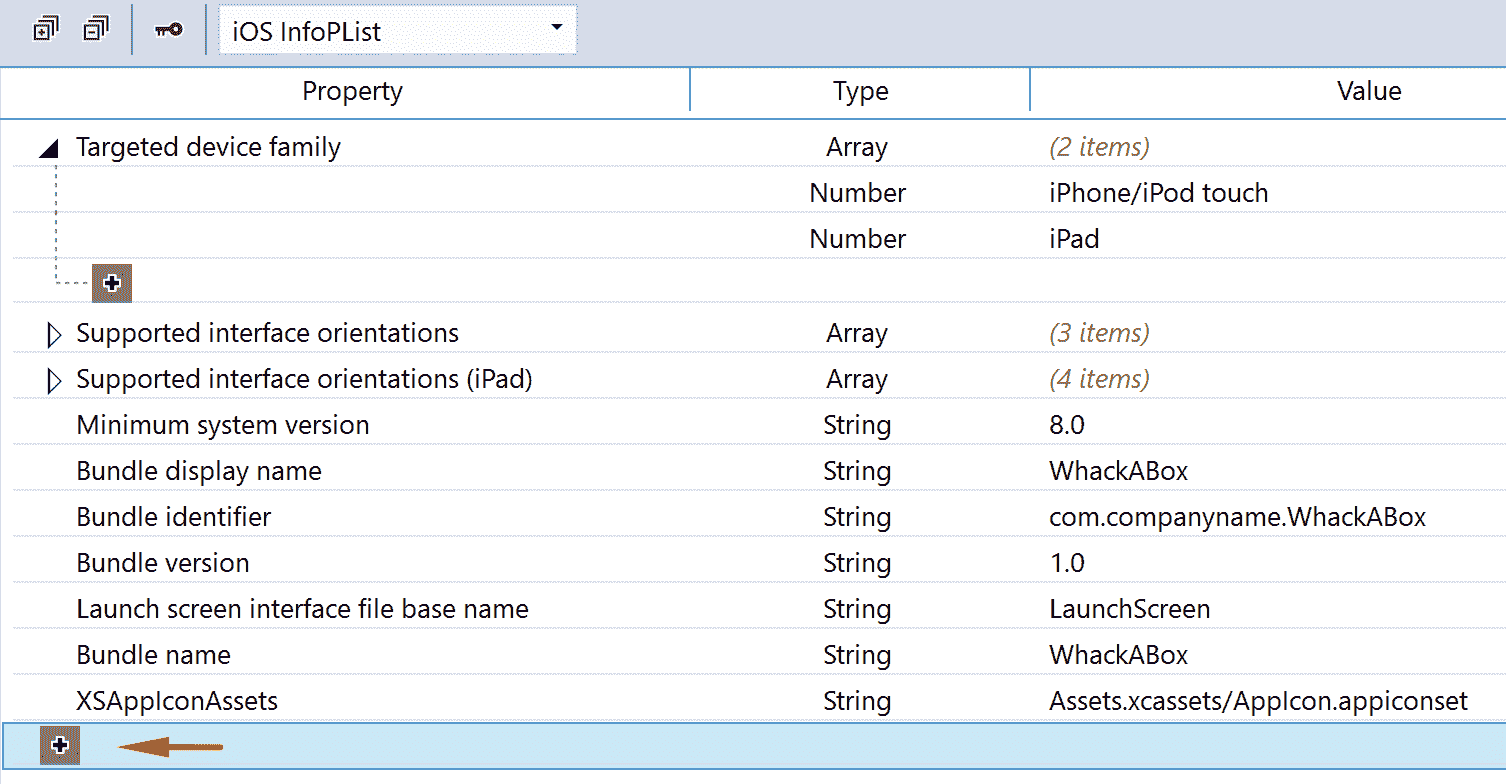 iOS InfoPList
Property Type Value
Targeted device family Array (2 items)
Number iPhone/iPod touch
Number iPad
Supported interface orientations Array (3 items)
Supported interface orientations (iPad) Array (4 items)
Minimum system version String 8.0
Bundle display name String WhackABox
Bundle identifier String com.companyname.WhackABox
Bundle version String 1.0
Launch screen interface file base name String LaunchScreen
Bundle name String WhackABox
XSAppIconAssets String Assets.xcassets/AppIcon.appiconset